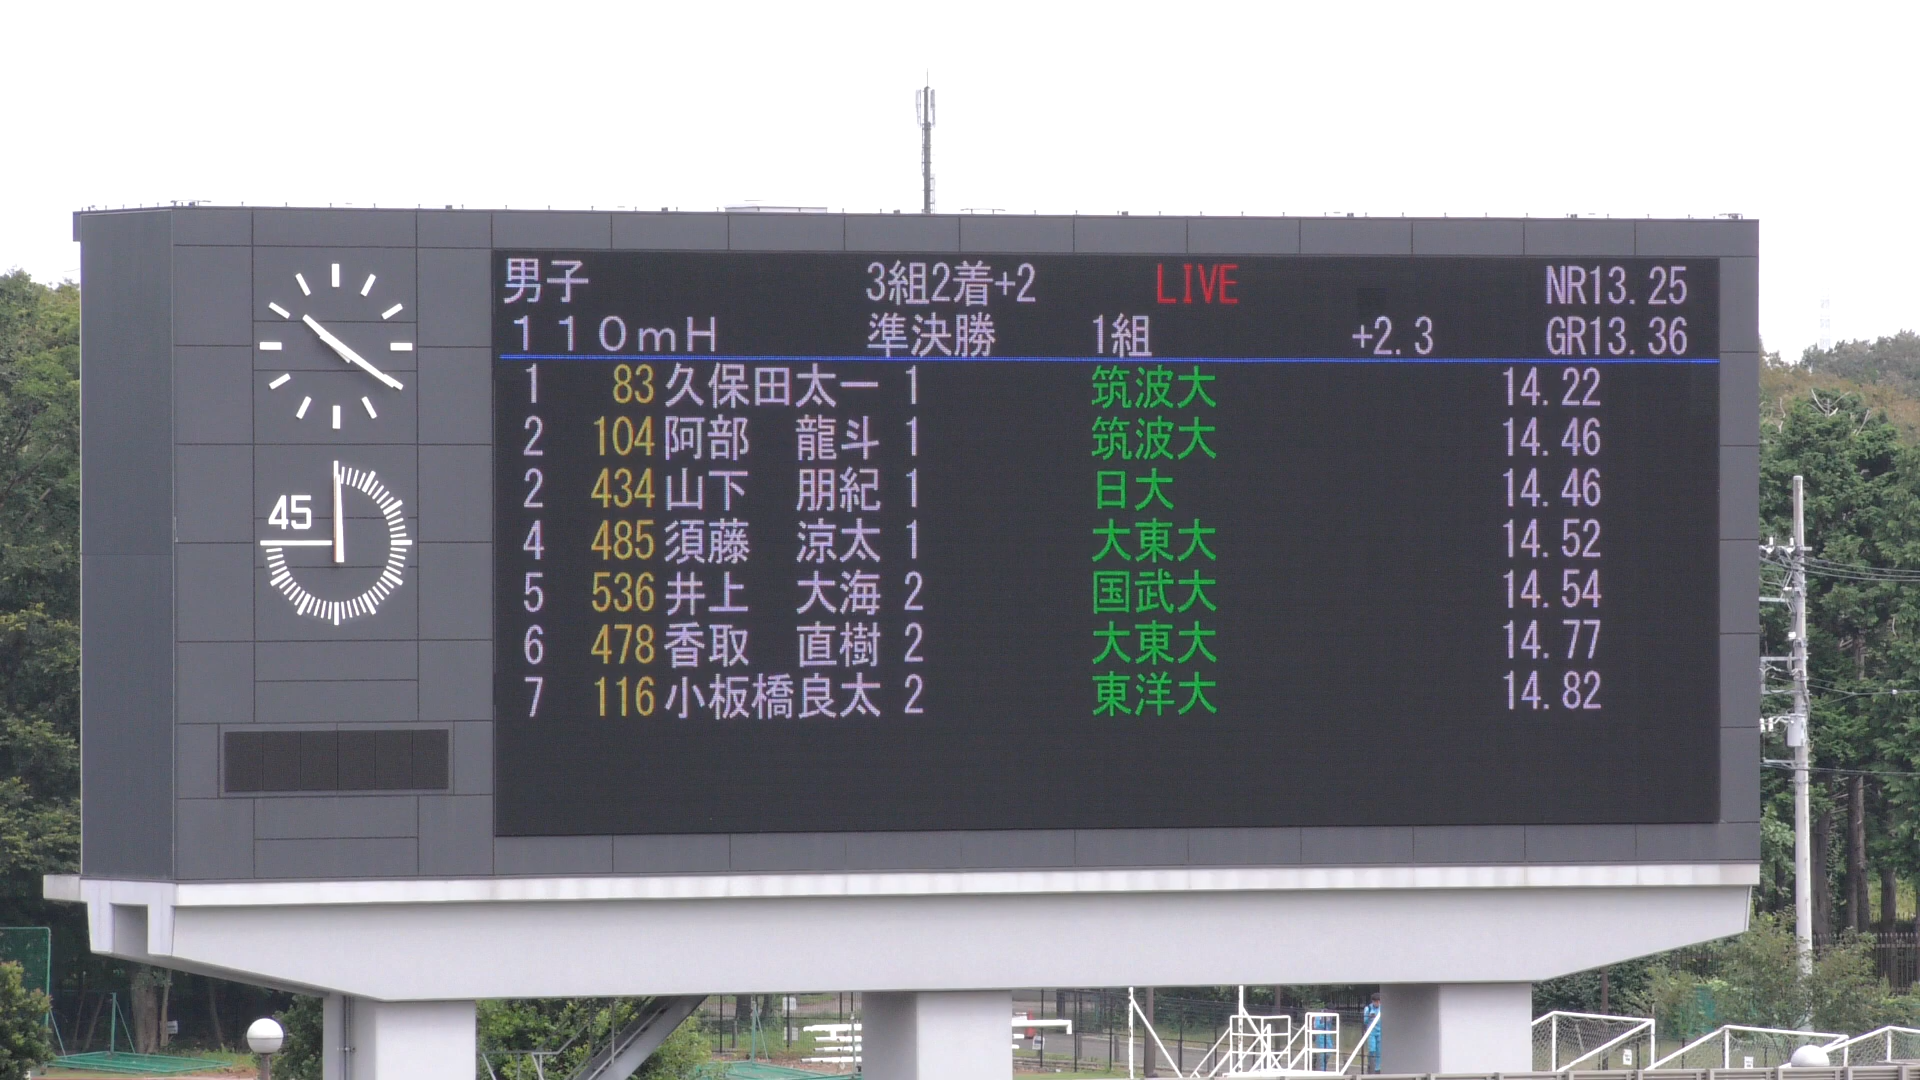 男子 3組2着+2 LIVE NR13.25
１１０ｍＨ 準決勝 1組 +2.3 GR13.36
1 83 久保田太一 1 筑波大 14.22
2 104 阿部 龍斗 1 筑波大 14.46
2 434 山下 朋紀 1 日大 14.46
4 485 須藤 涼太 1 大東大 14.52
5 536 井上 大海 2 国武大 14.54
6 478 香取 直樹 2 大東大 14.77
7 116 小板橋良太 2 東洋大 14.82
45